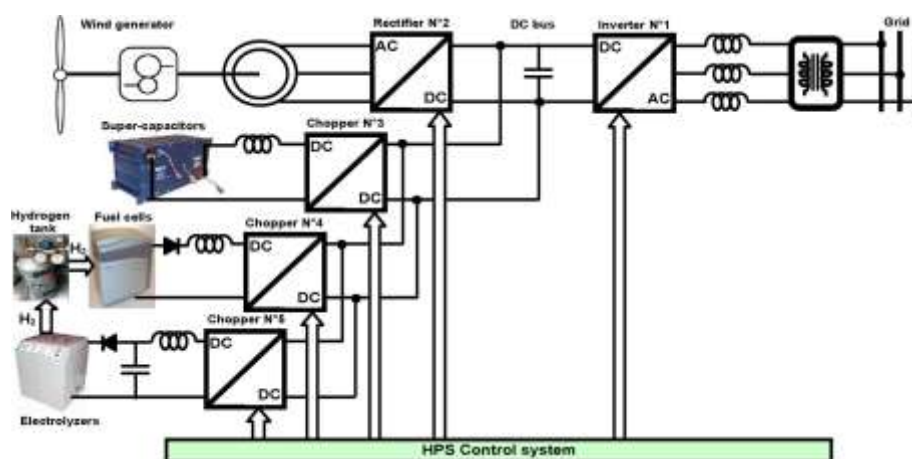 Wind generator
Rectifier N°2
DC bus
Inverter N°1
Grid
AC
DC
DC
AC
Super-capacitors
Chopper N°3
DC
DC
Hydrogen
tank
Fuel cells
Chopper N°4
H₂
DC
DC
H₂
Chopper N°5
DC
DC
Electrolyzers
HPS Control system